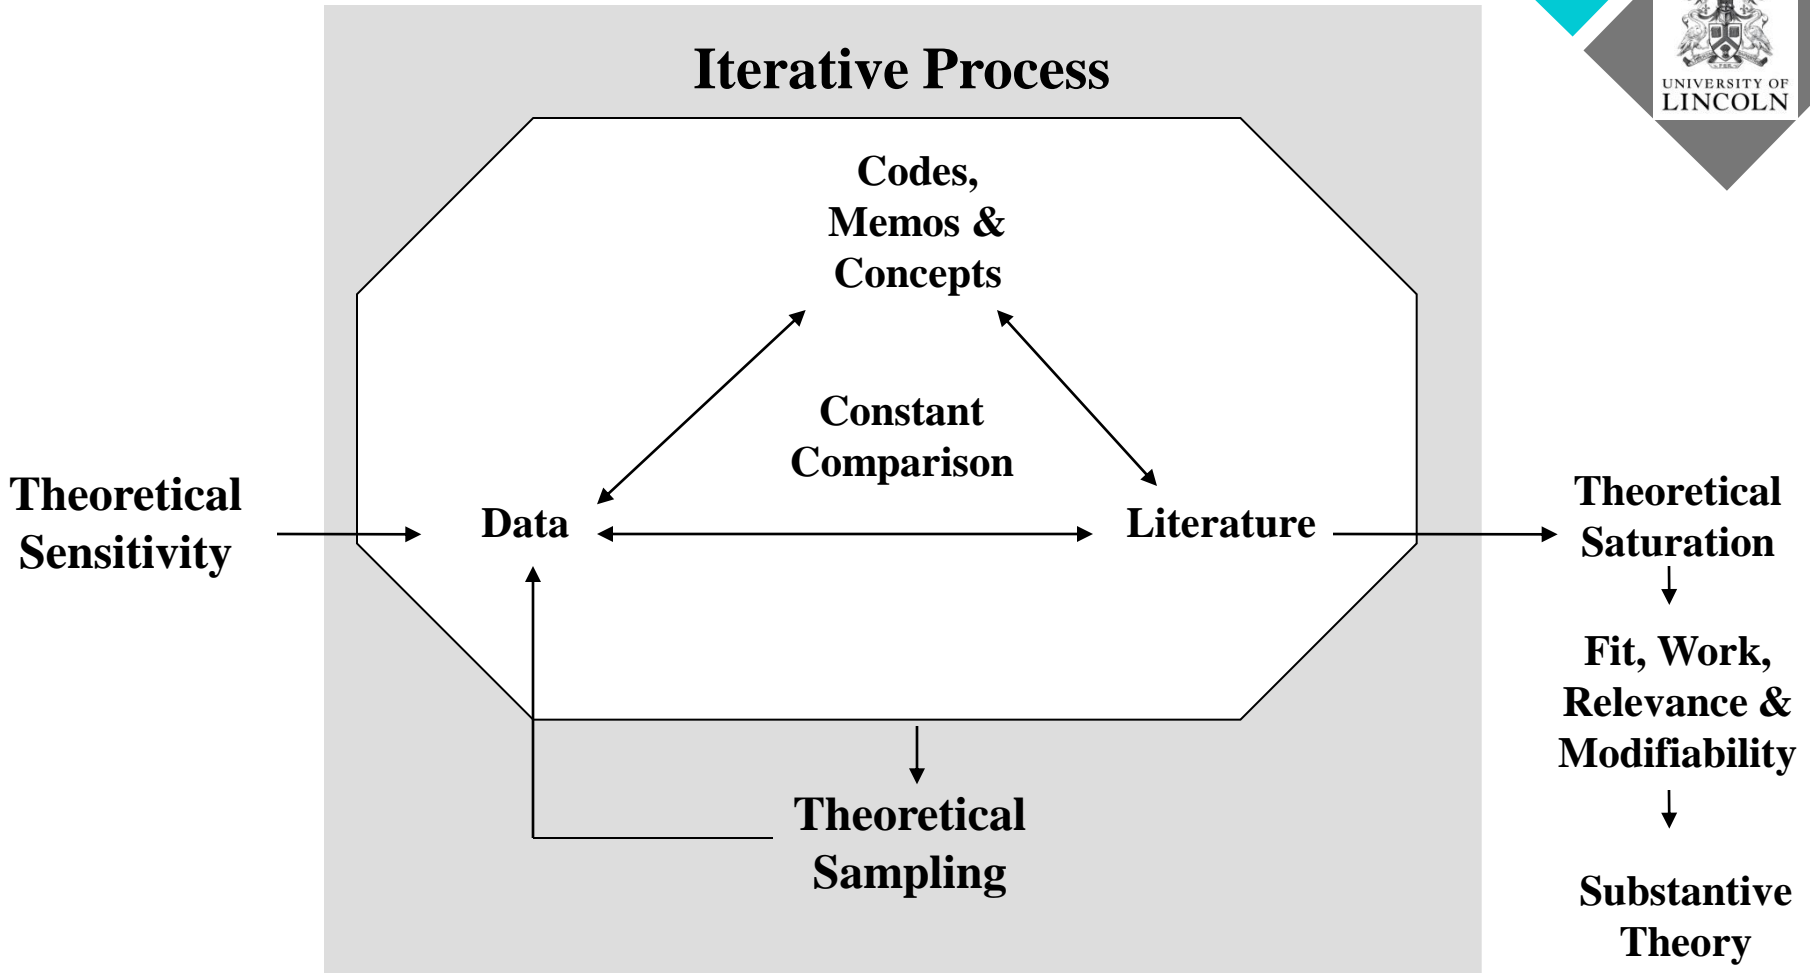 Iterative Process
UNIVERSITY OF
LINCOLN
Codes,
Memos &
Concepts
Constant
Comparison
Theoretical
Sensitivity
Data
Literature
Theoretical
Saturation
Fit, Work,
Relevance &
Modifiability
Theoretical
Sampling
Substantive
Theory